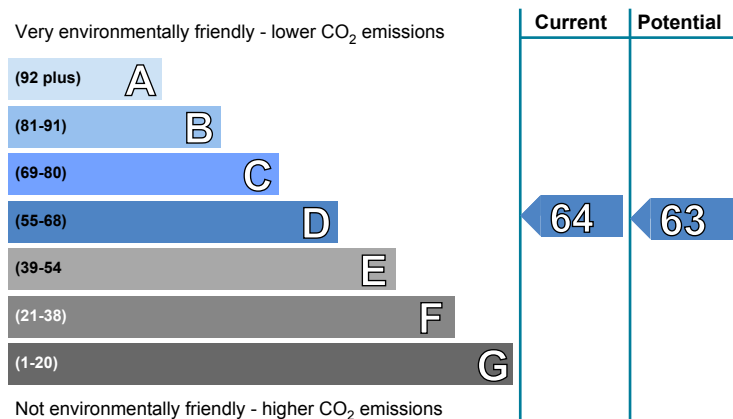 Very environmentally friendly - lower CO₂ emissions
Current Potential
(92 plus) A
(81-91) B
(69-80) C
(55-68) D
64 63
(39-54 E
(21-38) F
(1-20) G
Not environmentally friendly - higher CO₂ emissions